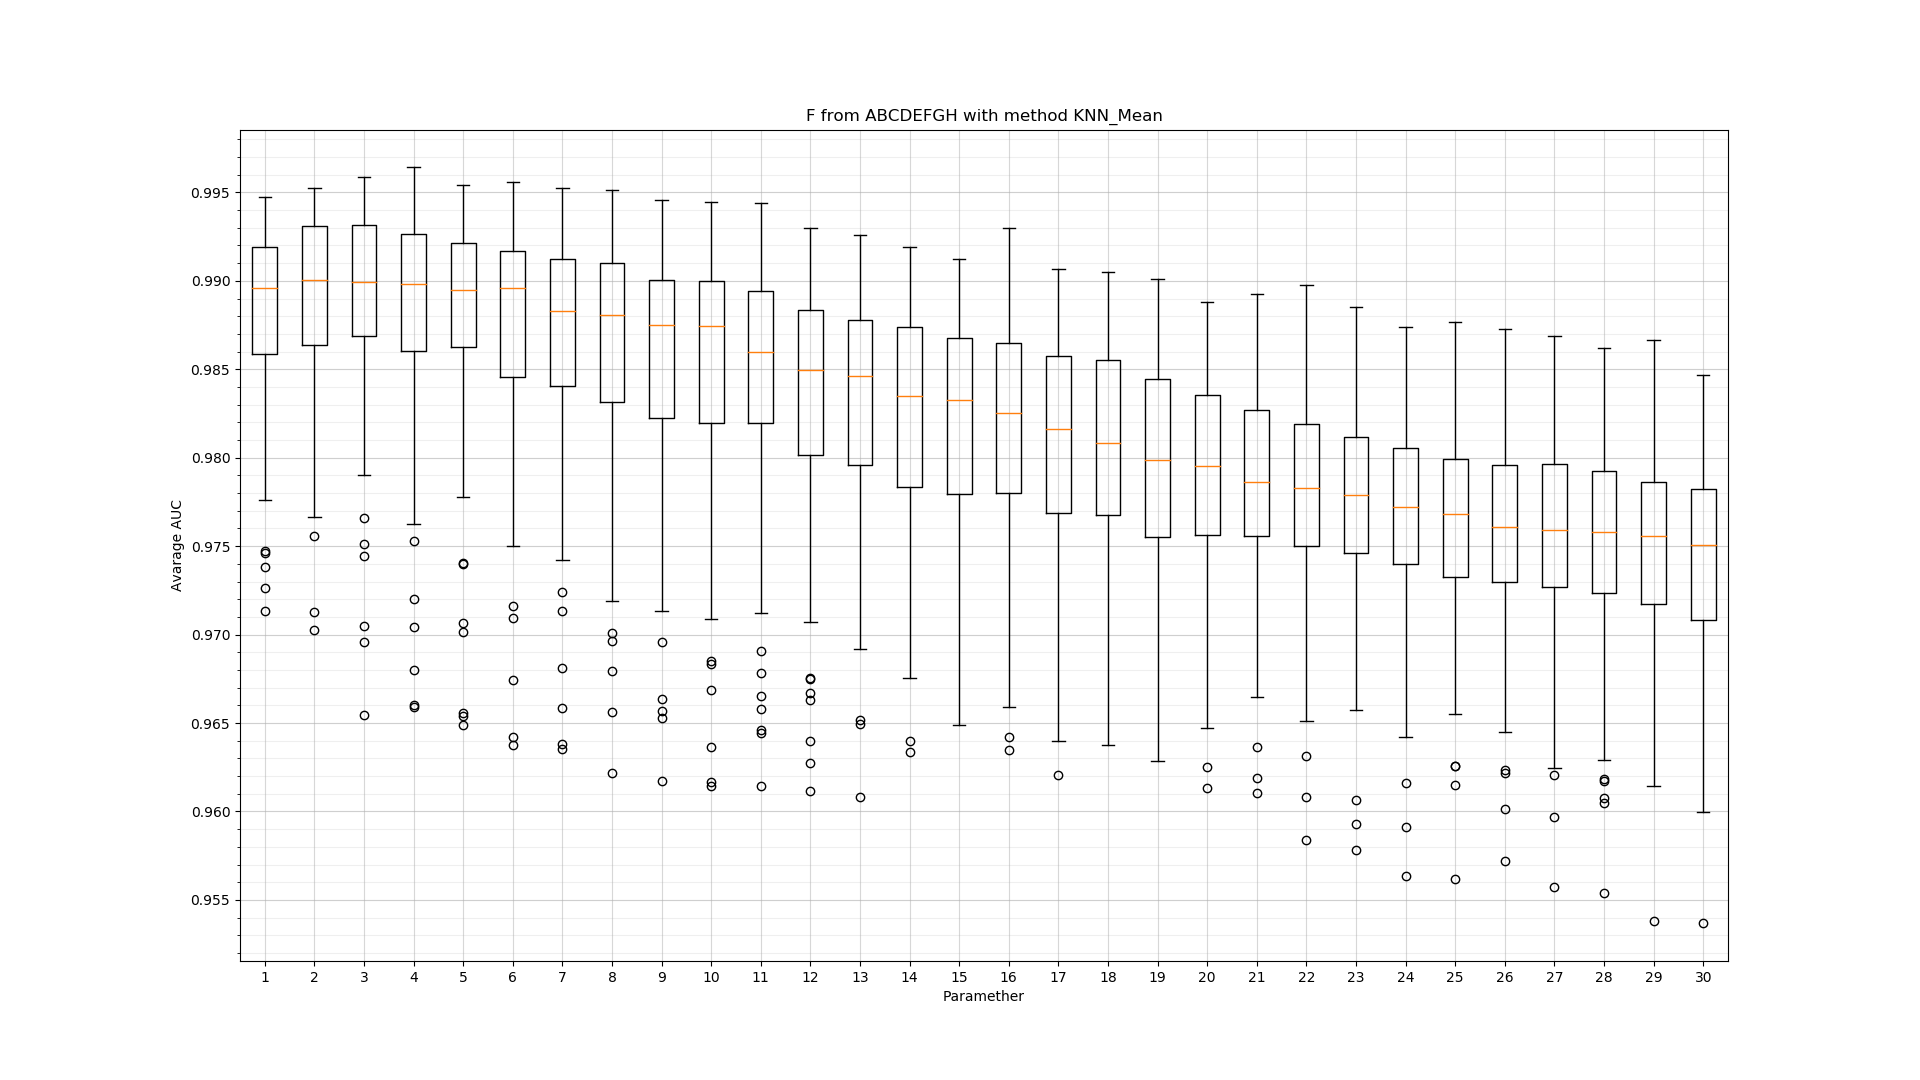 F from ABCDEFGH with method KNN_Mean
0.995
0.990
0.985
0.980
0.975
0.970
0.965
0.960
0.955
Avarage AUC
1 2 3 4 5 6 7 8 9 10 11 12 13 14 15 16 17 18 19 20 21 22 23 24 25 26 27 28 29 30
Paramether